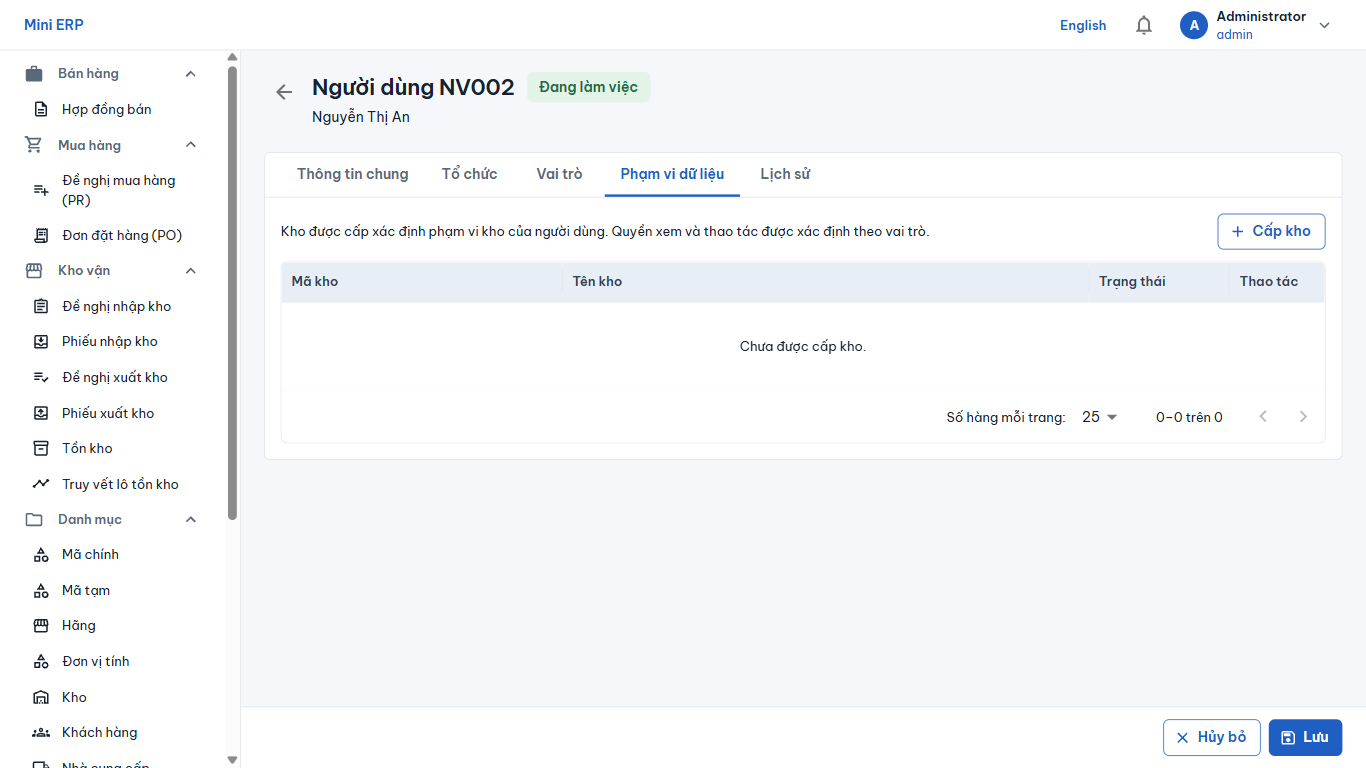 Mini ERP
English
A
Administrator
admin
Bán hàng
Hợp đồng bán
Mua hàng
Đề nghị mua hàng
(PR)
Đơn đặt hàng (PO)
Kho vận
Đề nghị nhập kho
Phiếu nhập kho
Đề nghị xuất kho
Phiếu xuất kho
Tồn kho
Truy vết lô tồn kho
Danh mục
Mã chính
Mã tạm
Hãng
Đơn vị tính
Kho
Khách hàng
Nhà cung cấp
Người dùng NV002
Đang làm việc
Nguyễn Thị An
Thông tin chung
Tổ chức
Vai trò
Phạm vi dữ liệu
Lịch sử
Kho được cấp xác định phạm vi kho của người dùng. Quyền xem và thao tác được xác định theo vai trò.
Cấp kho
Mã kho
Tên kho
Trạng thái
Thao tác
Chưa được cấp kho.
Số hàng mỗi trang:
25
0–0 trên 0
Hủy bỏ
Lưu